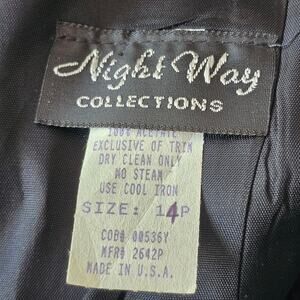 Night Way
COLLECTIONS
100% ACETATE
EXCLUSIVE OF TRIM
DRY CLEAN ONLY
NO STEAM
USE COOL IRON
SIZE: 14P
COB# 00536Y
MFR# 2642P
MADE IN U.S.A.